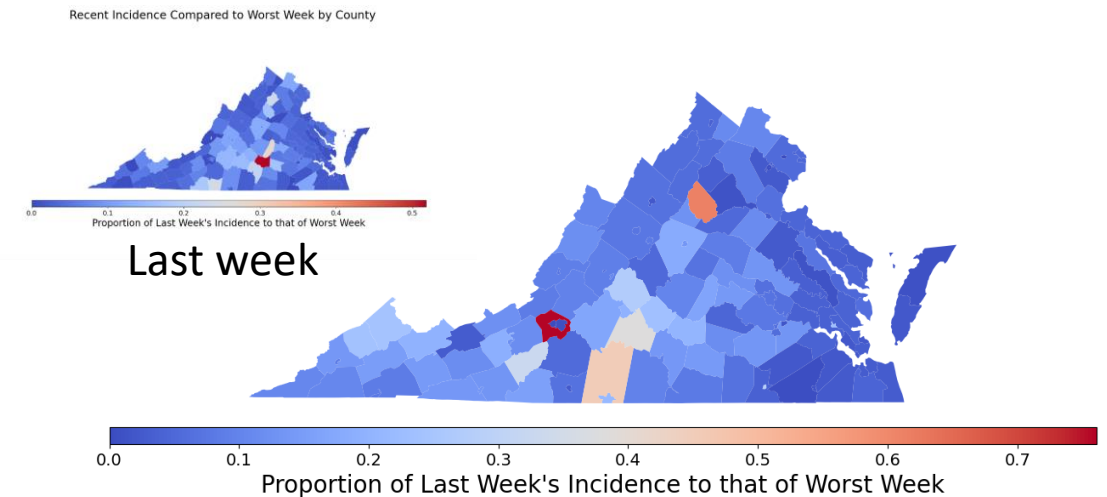 Recent Incidence Compared to Worst Week by County
0.0 0.1 0.2 0.3 0.4 0.5
Proportion of Last Week's Incidence to that of Worst Week
Last week
0.0 0.1 0.2 0.3 0.4 0.5 0.6 0.7
Proportion of Last Week's Incidence to that of Worst Week